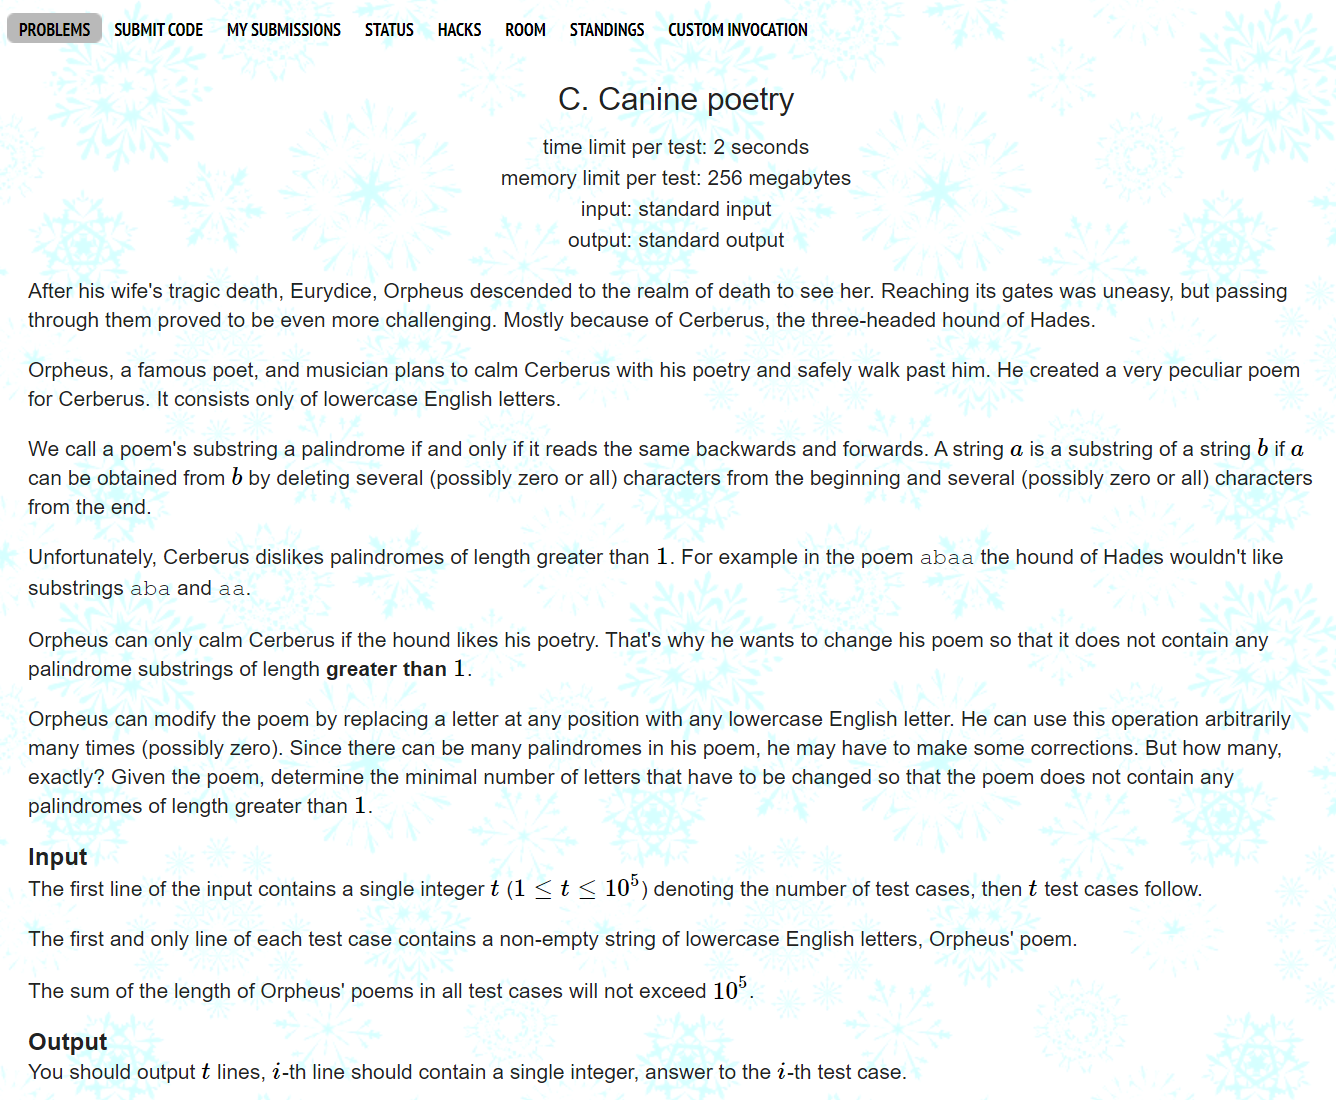 PROBLEMS SUBMIT CODE MY SUBMISSIONS STATUS HACKS ROOM STANDINGS CUSTOM INVOCATION
C. Canine poetry
time limit per test: 2 seconds
memory limit per test: 256 megabytes
input: standard input
output: standard output
After his wife's tragic death, Eurydice, Orpheus descended to the realm of death to see her. Reaching its gates was uneasy, but passing
through them proved to be even more challenging. Mostly because of Cerberus, the three-headed hound of Hades.
Orpheus, a famous poet, and musician plans to calm Cerberus with his poetry and safely walk past him. He created a very peculiar poem
for Cerberus. It consists only of lowercase English letters.
We call a poem's substring a palindrome if and only if it reads the same backwards and forwards. A string a is a substring of a string b if a
can be obtained from b by deleting several (possibly zero or all) characters from the beginning and several (possibly zero or all) characters
from the end.
Unfortunately, Cerberus dislikes palindromes of length greater than 1. For example in the poem abaa the hound of Hades wouldn't like
substrings aba and aa.
Orpheus can only calm Cerberus if the hound likes his poetry. That's why he wants to change his poem so that it does not contain any
palindrome substrings of length greater than 1.
Orpheus can modify the poem by replacing a letter at any position with any lowercase English letter. He can use this operation arbitrarily
many times (possibly zero). Since there can be many palindromes in his poem, he may have to make some corrections. But how many,
exactly? Given the poem, determine the minimal number of letters that have to be changed so that the poem does not contain any
palindromes of length greater than 1.
Input
The first line of the input contains a single integer t (1 ≤ t ≤ 10⁵) denoting the number of test cases, then t test cases follow.
The first and only line of each test case contains a non-empty string of lowercase English letters, Orpheus' poem.
The sum of the length of Orpheus' poems in all test cases will not exceed 10⁵.
Output
You should output t lines, i-th line should contain a single integer, answer to the i-th test case.